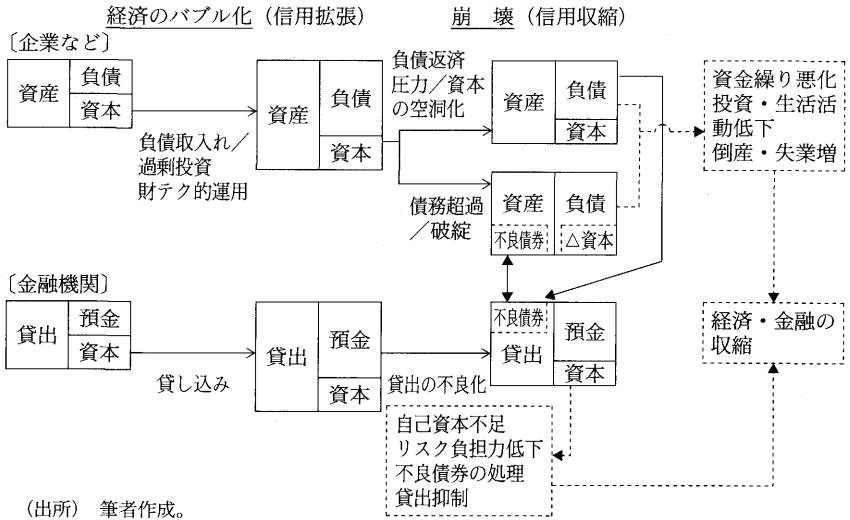 経済のバブル化（信用拡張）
崩　壊（信用収縮）
〔企業など〕
資産
負債
資本
負債取入れ／
過剰投資
財テク的運用
資産
負債
資本
負債返済
圧力／資本
の空洞化
債務超過
／破綻
資産
負債
資本
資産
負債
不良債券
△資本
資金繰り悪化
投資・生活活
動低下
倒産・失業増
〔金融機関〕
貸出
預金
資本
貸し込み
貸出
預金
資本
貸出の不良化
不良債券
貸出
預金
資本
経済・金融の
収縮
自己資本不足
リスク負担力低下
不良債券の処理
貸出抑制
（出所）　筆者作成。